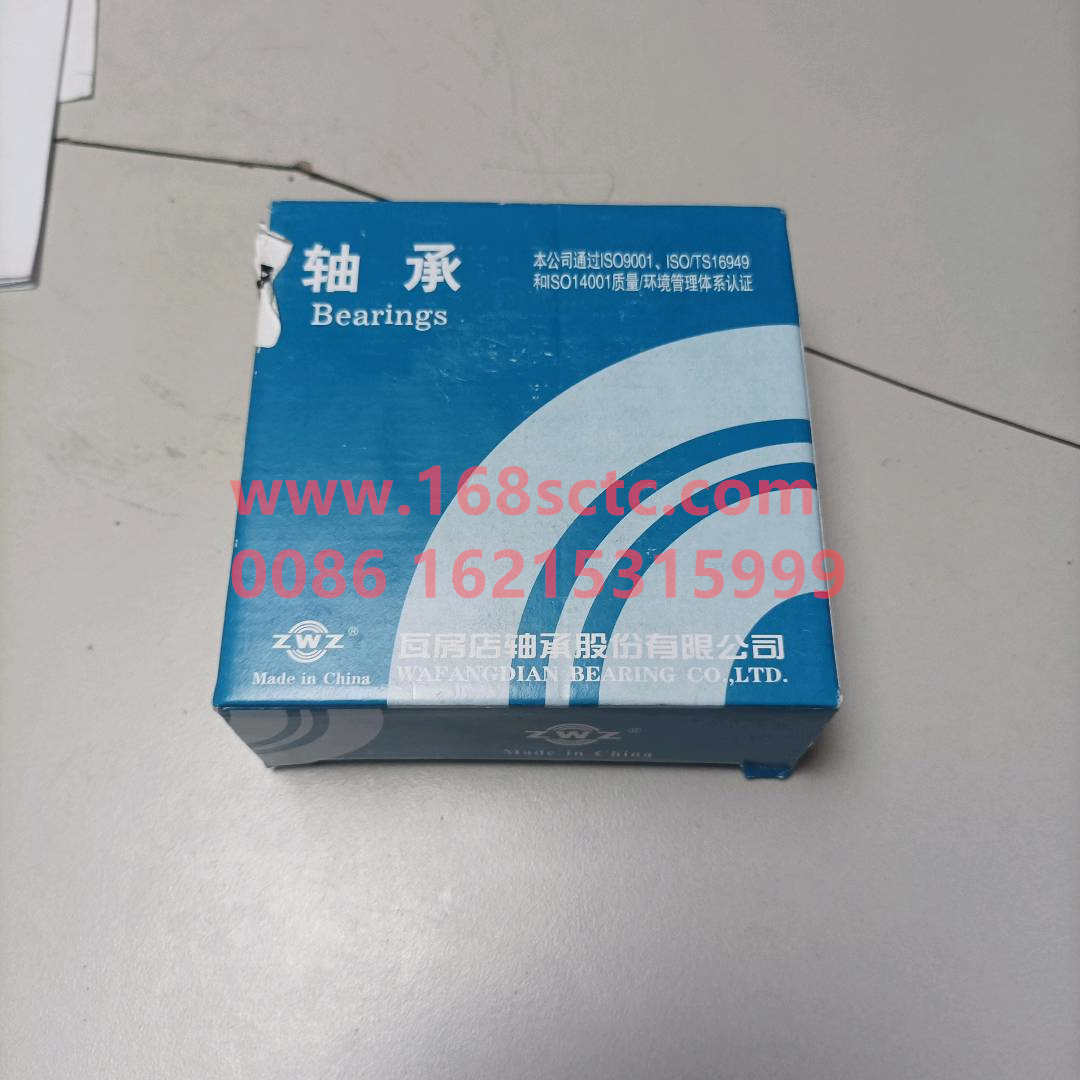 轴承
Bearings
本公司通过ISO9001、ISO/TS16949
和ISO14001质量/环境管理体系认证
www.168sctc.com
0086 16215315999
ZWZ®
Made in China
瓦房店轴承股份有限公司
WAFANGDIAN BEARING CO.,LTD.
ZWZ®
Made in China